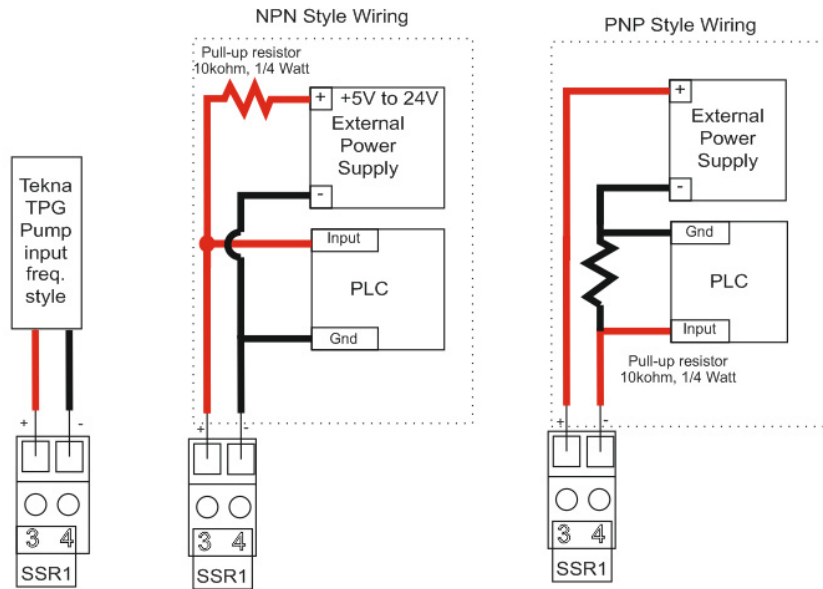 NPN Style Wiring
Pull-up resistor
10kohm, 1/4 Watt
+ +5V to 24V
External
Power
Supply
-
Input
PLC
Gnd
+ -
3 4
SSR1
PNP Style Wiring
+
External
Power
Supply
-
Gnd
PLC
Input
Pull-up resistor
10kohm, 1/4 Watt
+ -
3 4
SSR1
Tekna
TPG
Pump
input
freq.
style
+ -
3 4
SSR1